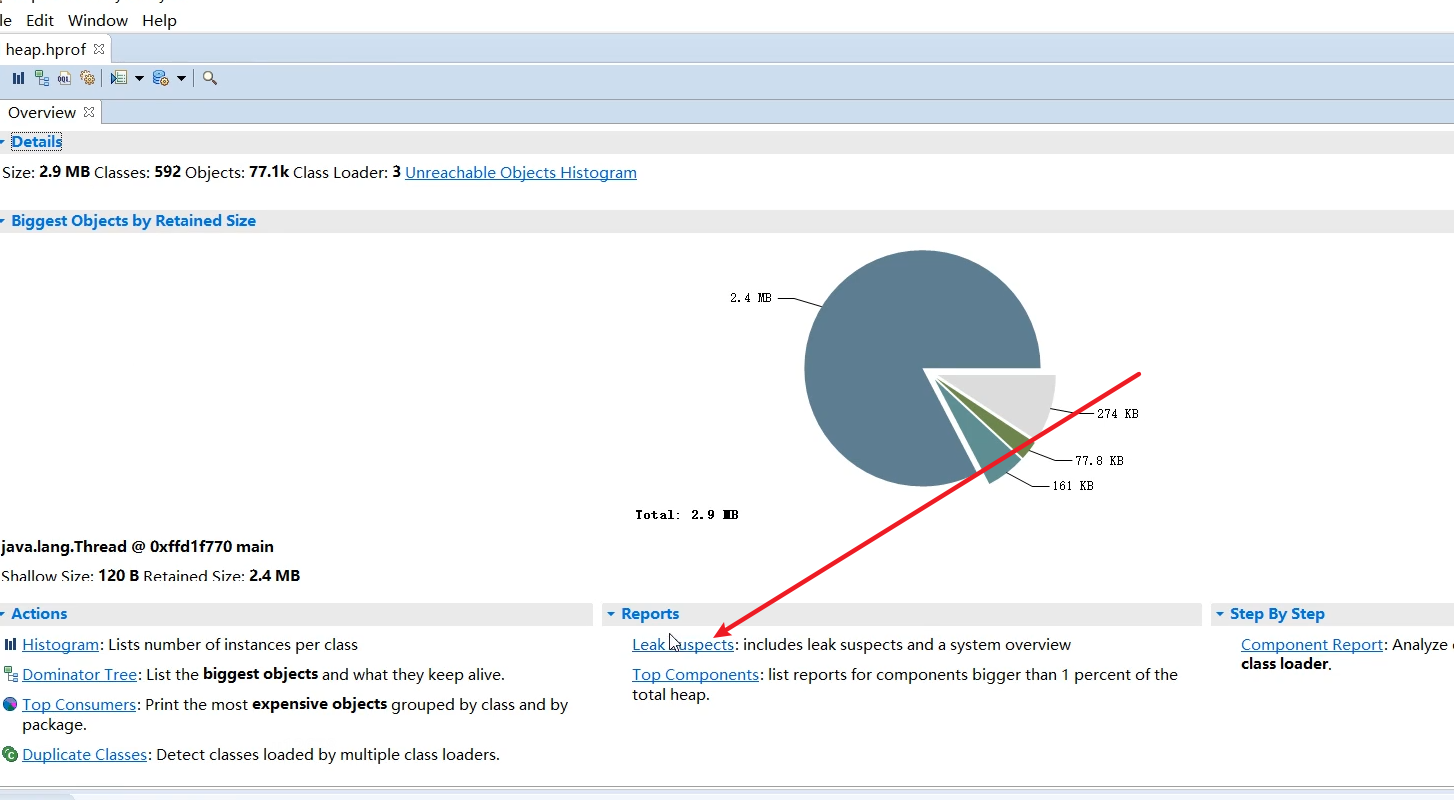 le Edit Window Help
heap.hprof
Overview
Details
Size: 2.9 MB Classes: 592 Objects: 77.1k Class Loader: 3 Unreachable Objects Histogram
Biggest Objects by Retained Size
2.4 MB
274 KB
77.8 KB
161 KB
Total: 2.9 MB
java.lang.Thread @ 0xffd1f770 main
Shallow Size: 120 B Retained Size: 2.4 MB
Actions
Histogram: Lists number of instances per class
Dominator Tree: List the biggest objects and what they keep alive.
Top Consumers: Print the most expensive objects grouped by class and by
package.
Duplicate Classes: Detect classes loaded by multiple class loaders.
Reports
Leak Suspects: includes leak suspects and a system overview
Top Components: list reports for components bigger than 1 percent of the
total heap.
Step By Step
Component Report: Analyze
class loader.